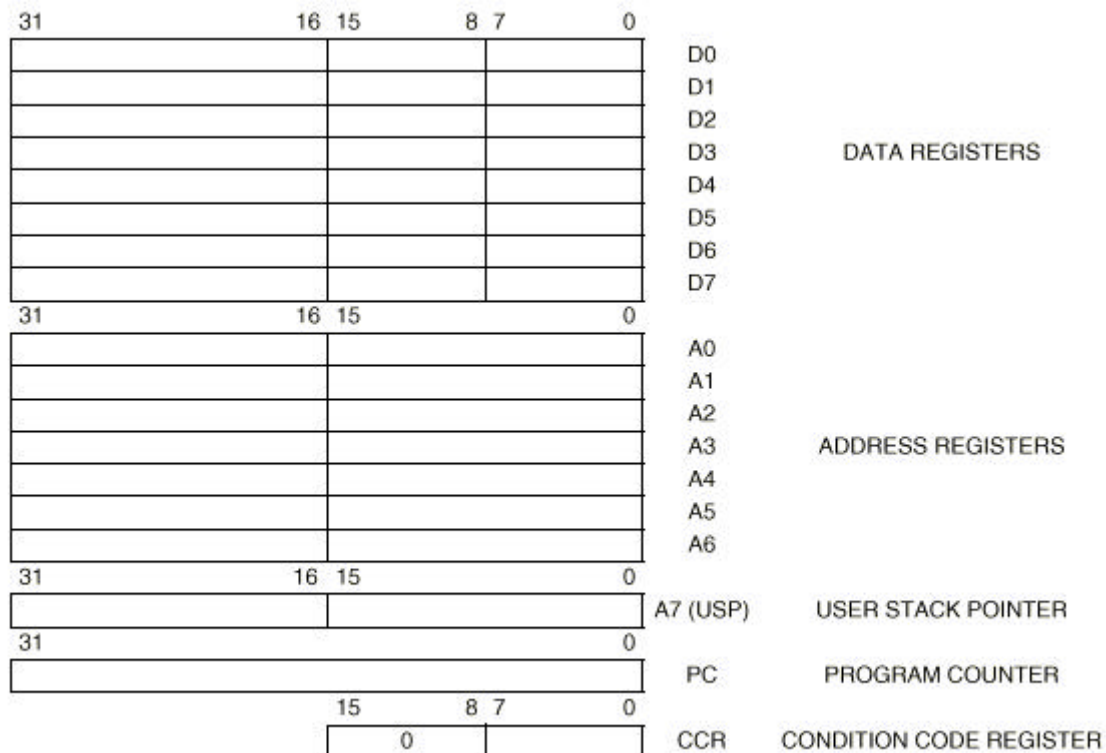 31 16 15 8 7 0
D0
D1
D2
D3 DATA REGISTERS
D4
D5
D6
D7
31 16 15 0
A0
A1
A2
A3 ADDRESS REGISTERS
A4
A5
A6
31 16 15 0
A7 (USP) USER STACK POINTER
31 0
PC PROGRAM COUNTER
15 8 7 0
0 CCR CONDITION CODE REGISTER